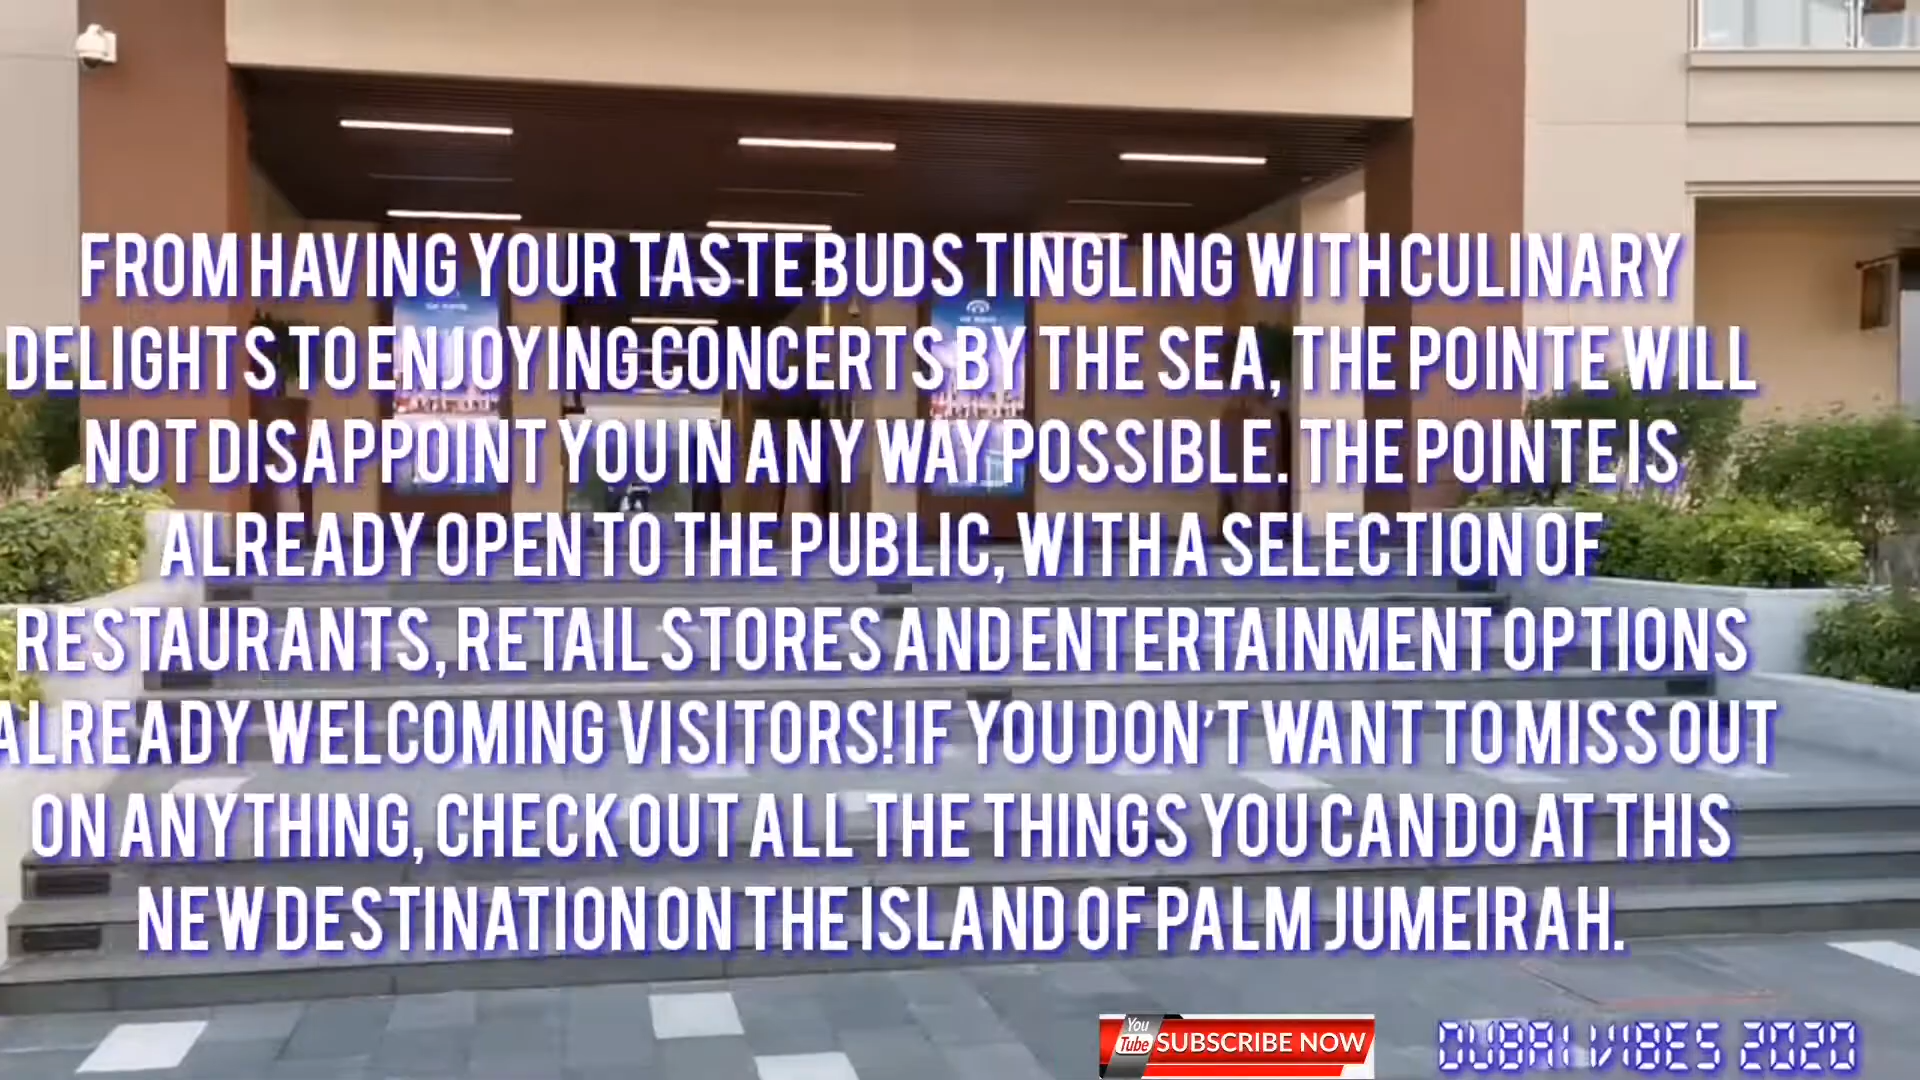 FROM HAVING YOUR TASTE BUDS TINGLING WITH CULINARY
DELIGHTS TO ENJOYING CONCERTS BY THE SEA, THE POINTE WILL
NOT DISAPPOINT YOU IN ANY WAY POSSIBLE. THE POINTE IS
ALREADY OPEN TO THE PUBLIC, WITH A SELECTION OF
RESTAURANTS, RETAIL STORES AND ENTERTAINMENT OPTIONS
ALREADY WELCOMING VISITORS! IF YOU DON'T WANT TO MISS OUT
ON ANYTHING, CHECK OUT ALL THE THINGS YOU CAN DO AT THIS
NEW DESTINATION ON THE ISLAND OF PALM JUMEIRAH.
You
Tube SUBSCRIBE NOW
DUBAI VIBES 2020